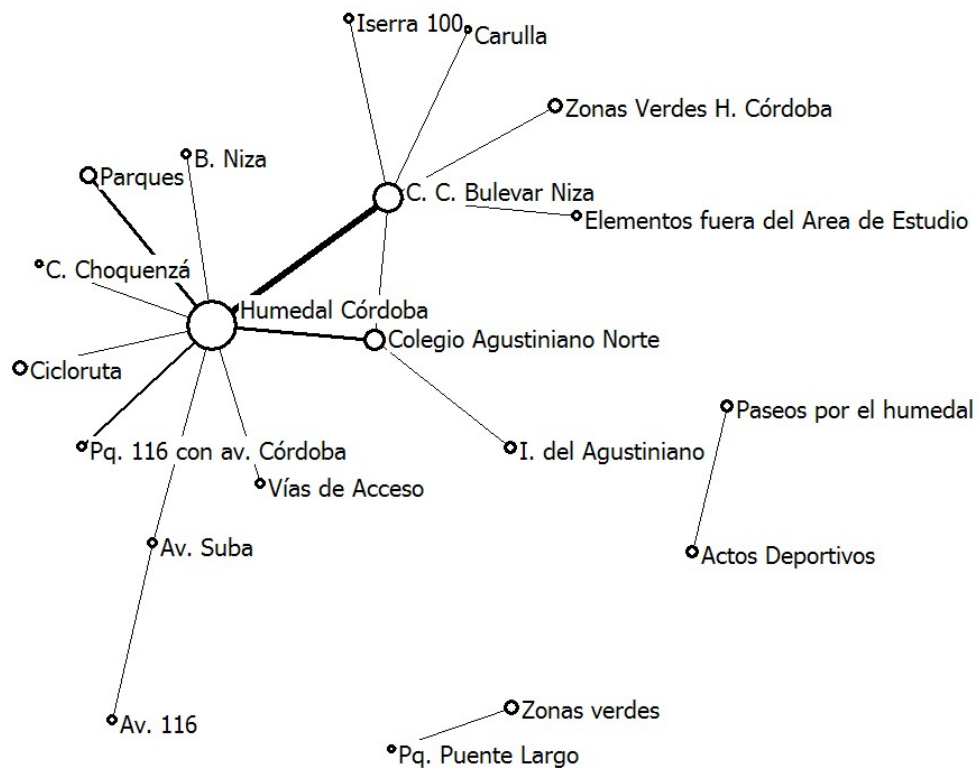 Iserra 100
Carulla
Zonas Verdes H. Córdoba
B. Niza
Parques
C. C. Bulevar Niza
Elementos fuera del Area de Estudio
C. Choquenzá
Humedal Córdoba
Colegio Agustiniano Norte
Cicloruta
Paseos por el humedal
Pq. 116 con av. Córdoba
I. del Agustiniano
Vías de Acceso
Av. Suba
Actos Deportivos
Zonas verdes
Av. 116
Pq. Puente Largo